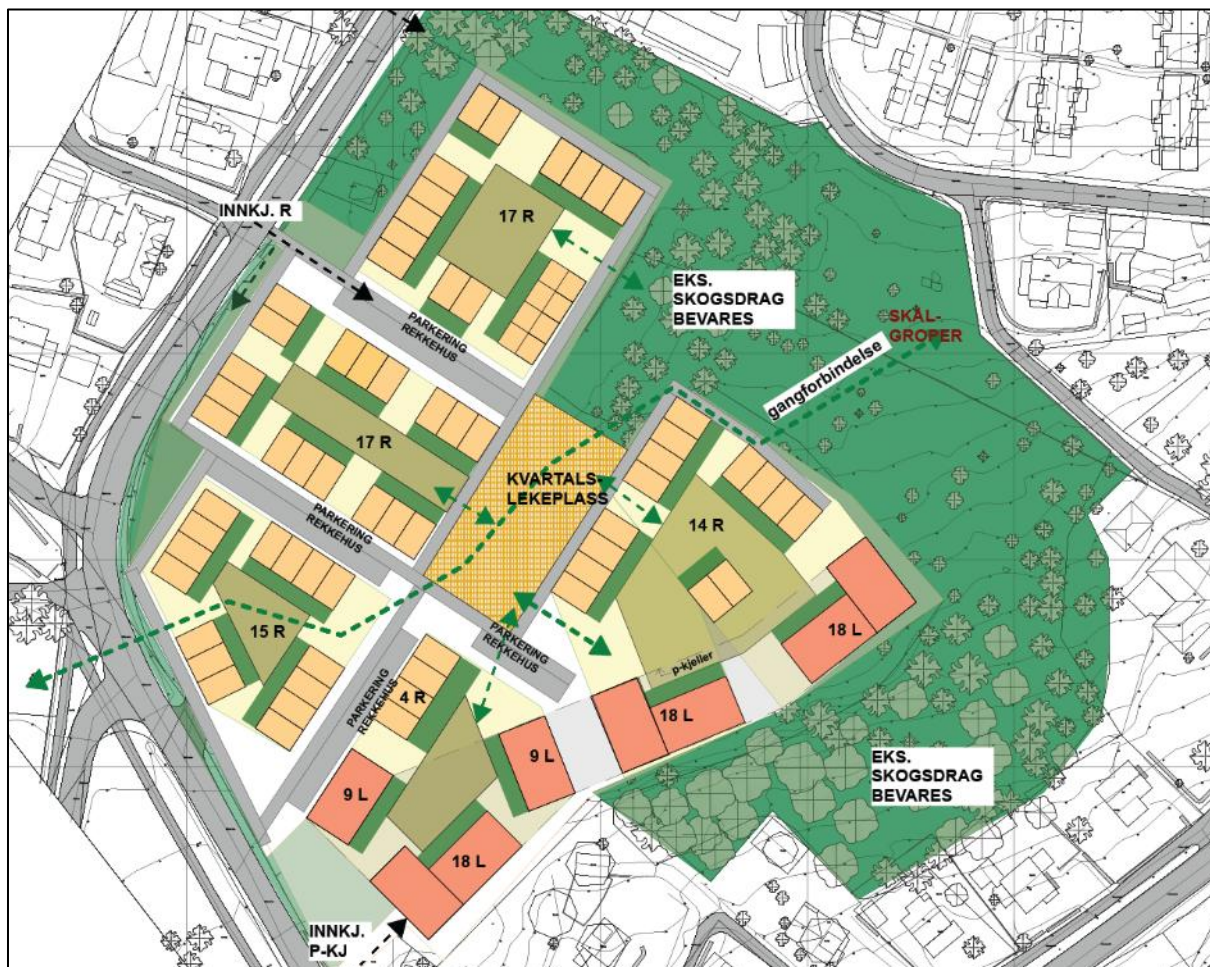 INNKJ. R
17 R
EKS.
SKOGSDRAG
BEVARES
SKÅL-
GROPER
gangforbindelse
PARKERING
REKKEHUS
17 R
KVARTALS-
LEKEPLASS
PARKERING
REKKEHUS
14 R
15 R
PARKERING
REKKEHUS
p-kjeller
18 L
PARKERING
REKKEHUS
4 R
9 L
18 L
9 L
18 L
EKS.
SKOGSDRAG
BEVARES
INNKJ.
P-KJ